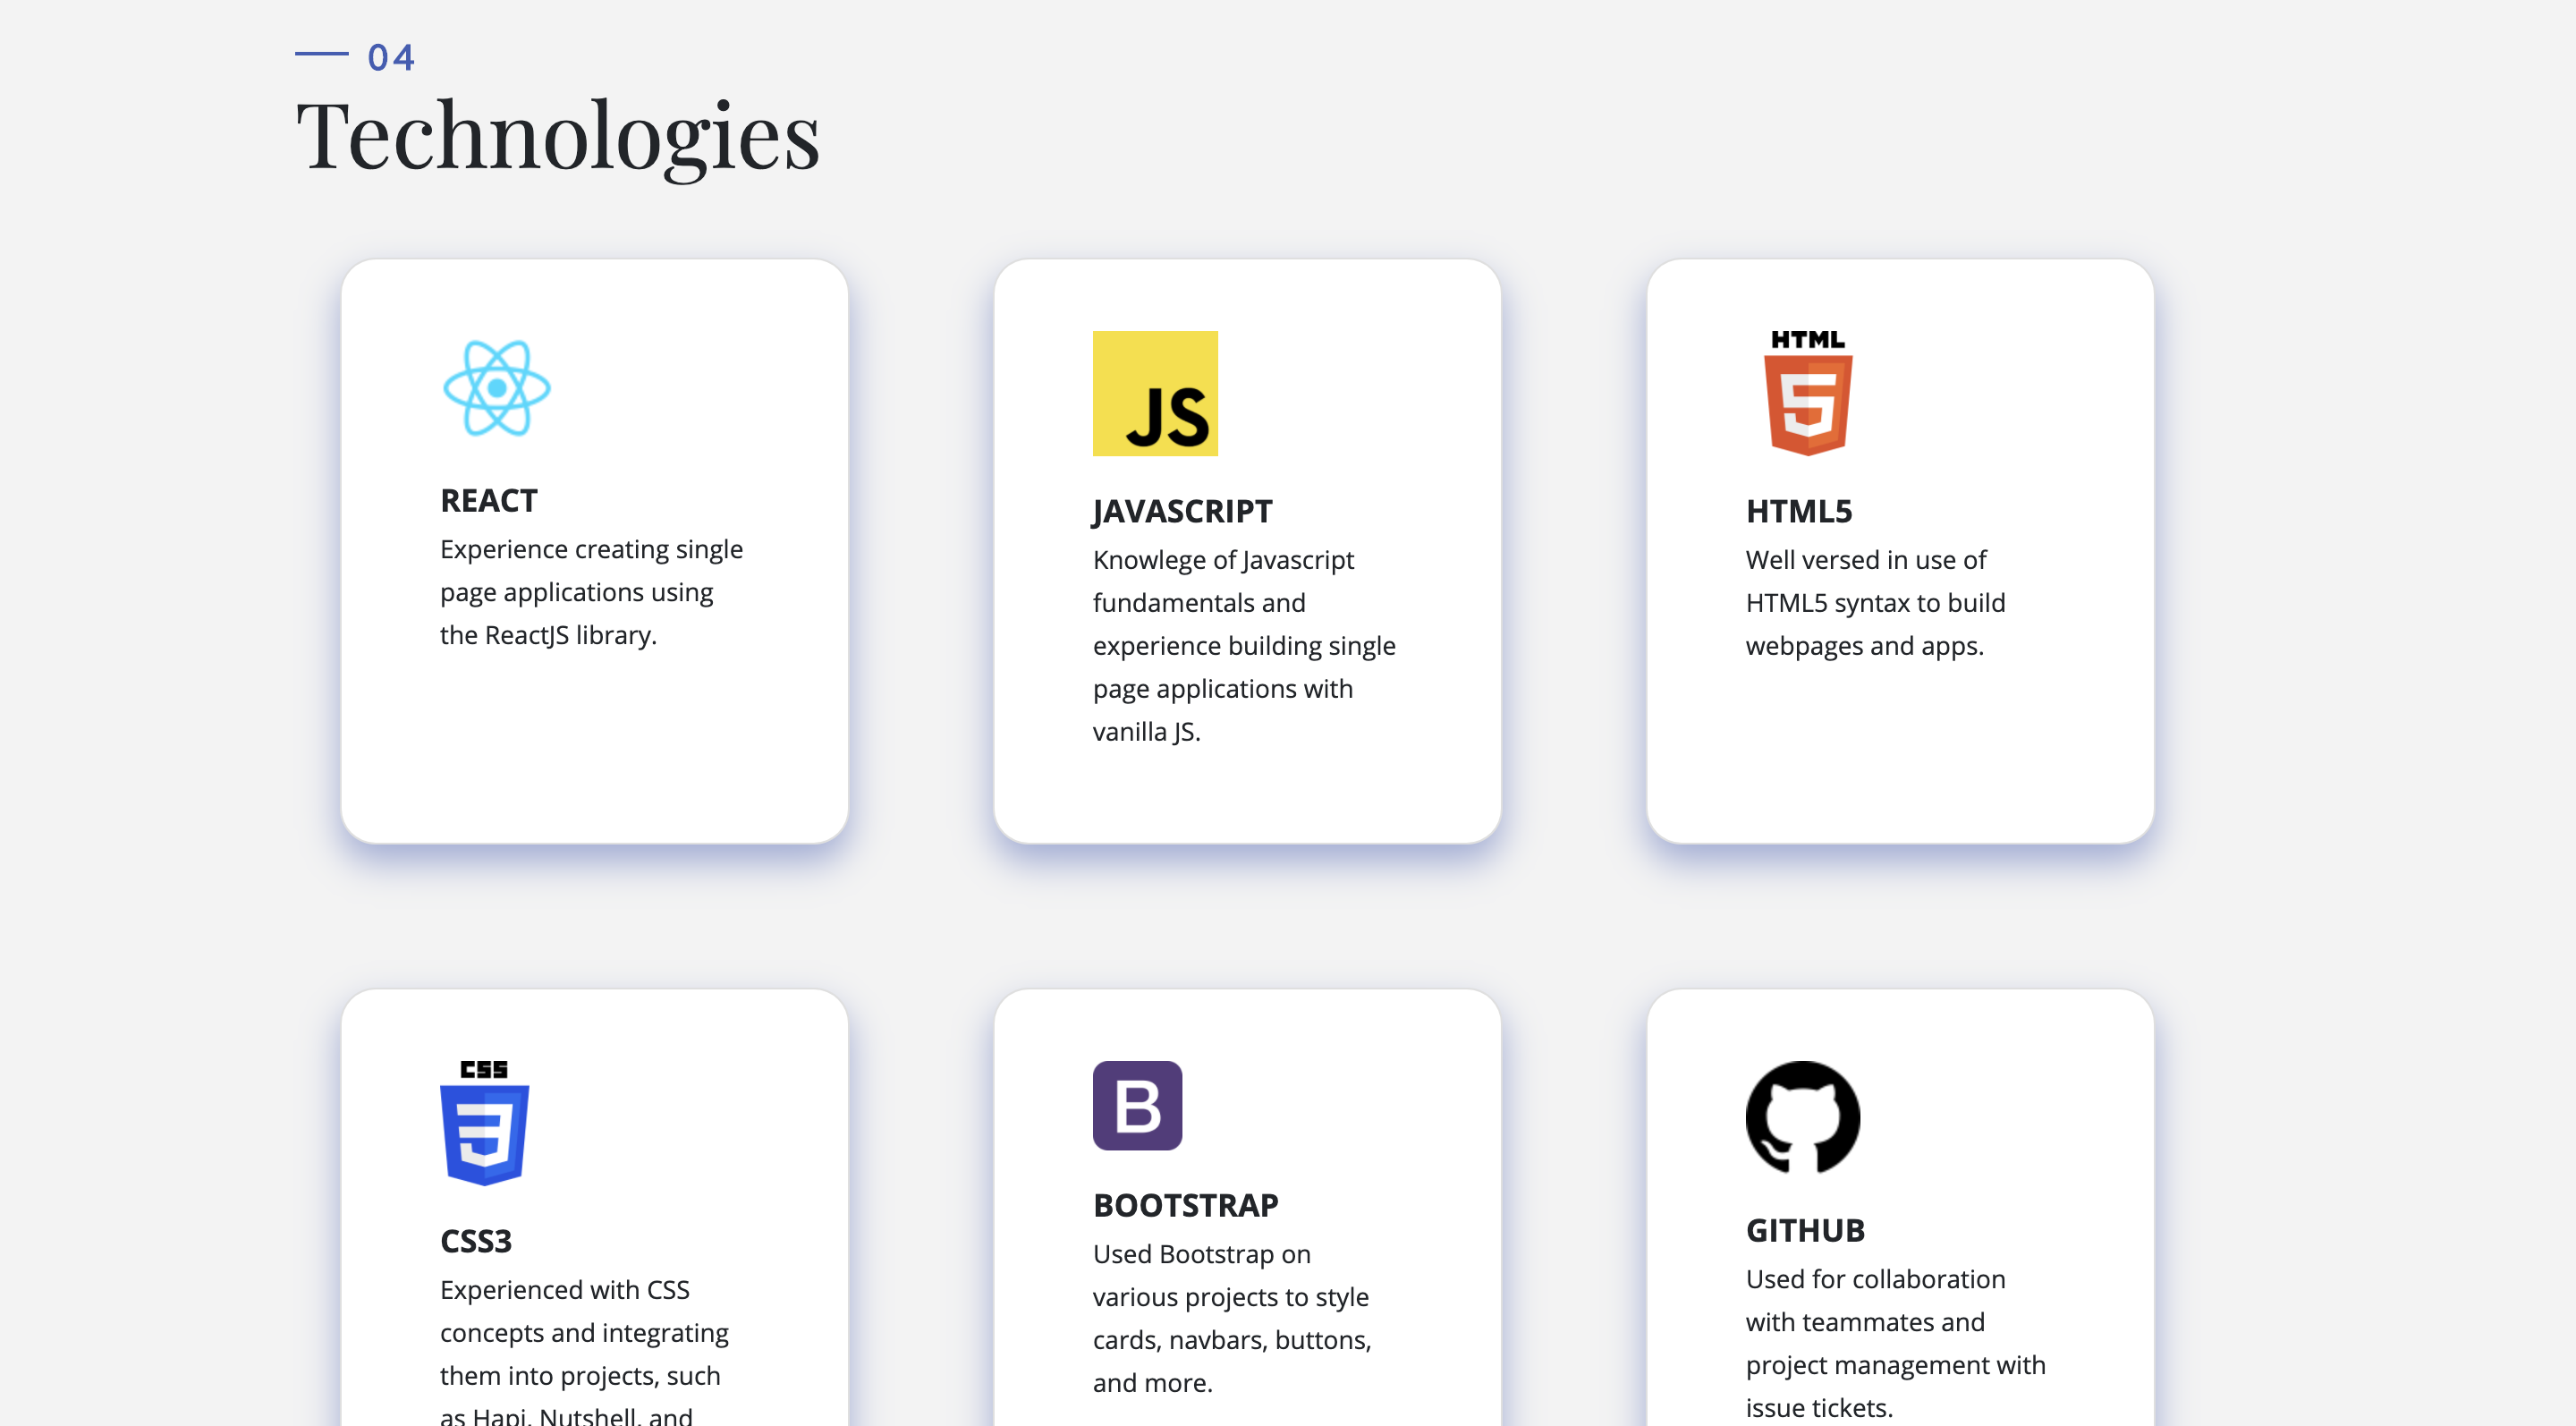 04
Technologies
REACT
Experience creating single
page applications using
the ReactJS library.
JS
JAVASCRIPT
Knowlege of Javascript
fundamentals and
experience building single
page applications with
vanilla JS.
HTML
5
HTML5
Well versed in use of
HTML5 syntax to build
webpages and apps.
CSS
3
CSS3
Experienced with CSS
concepts and integrating
them into projects, such
as Hapi, Nutshell, and
B
BOOTSTRAP
Used Bootstrap on
various projects to style
cards, navbars, buttons,
and more.
GITHUB
Used for collaboration
with teammates and
project management with
issue tickets.